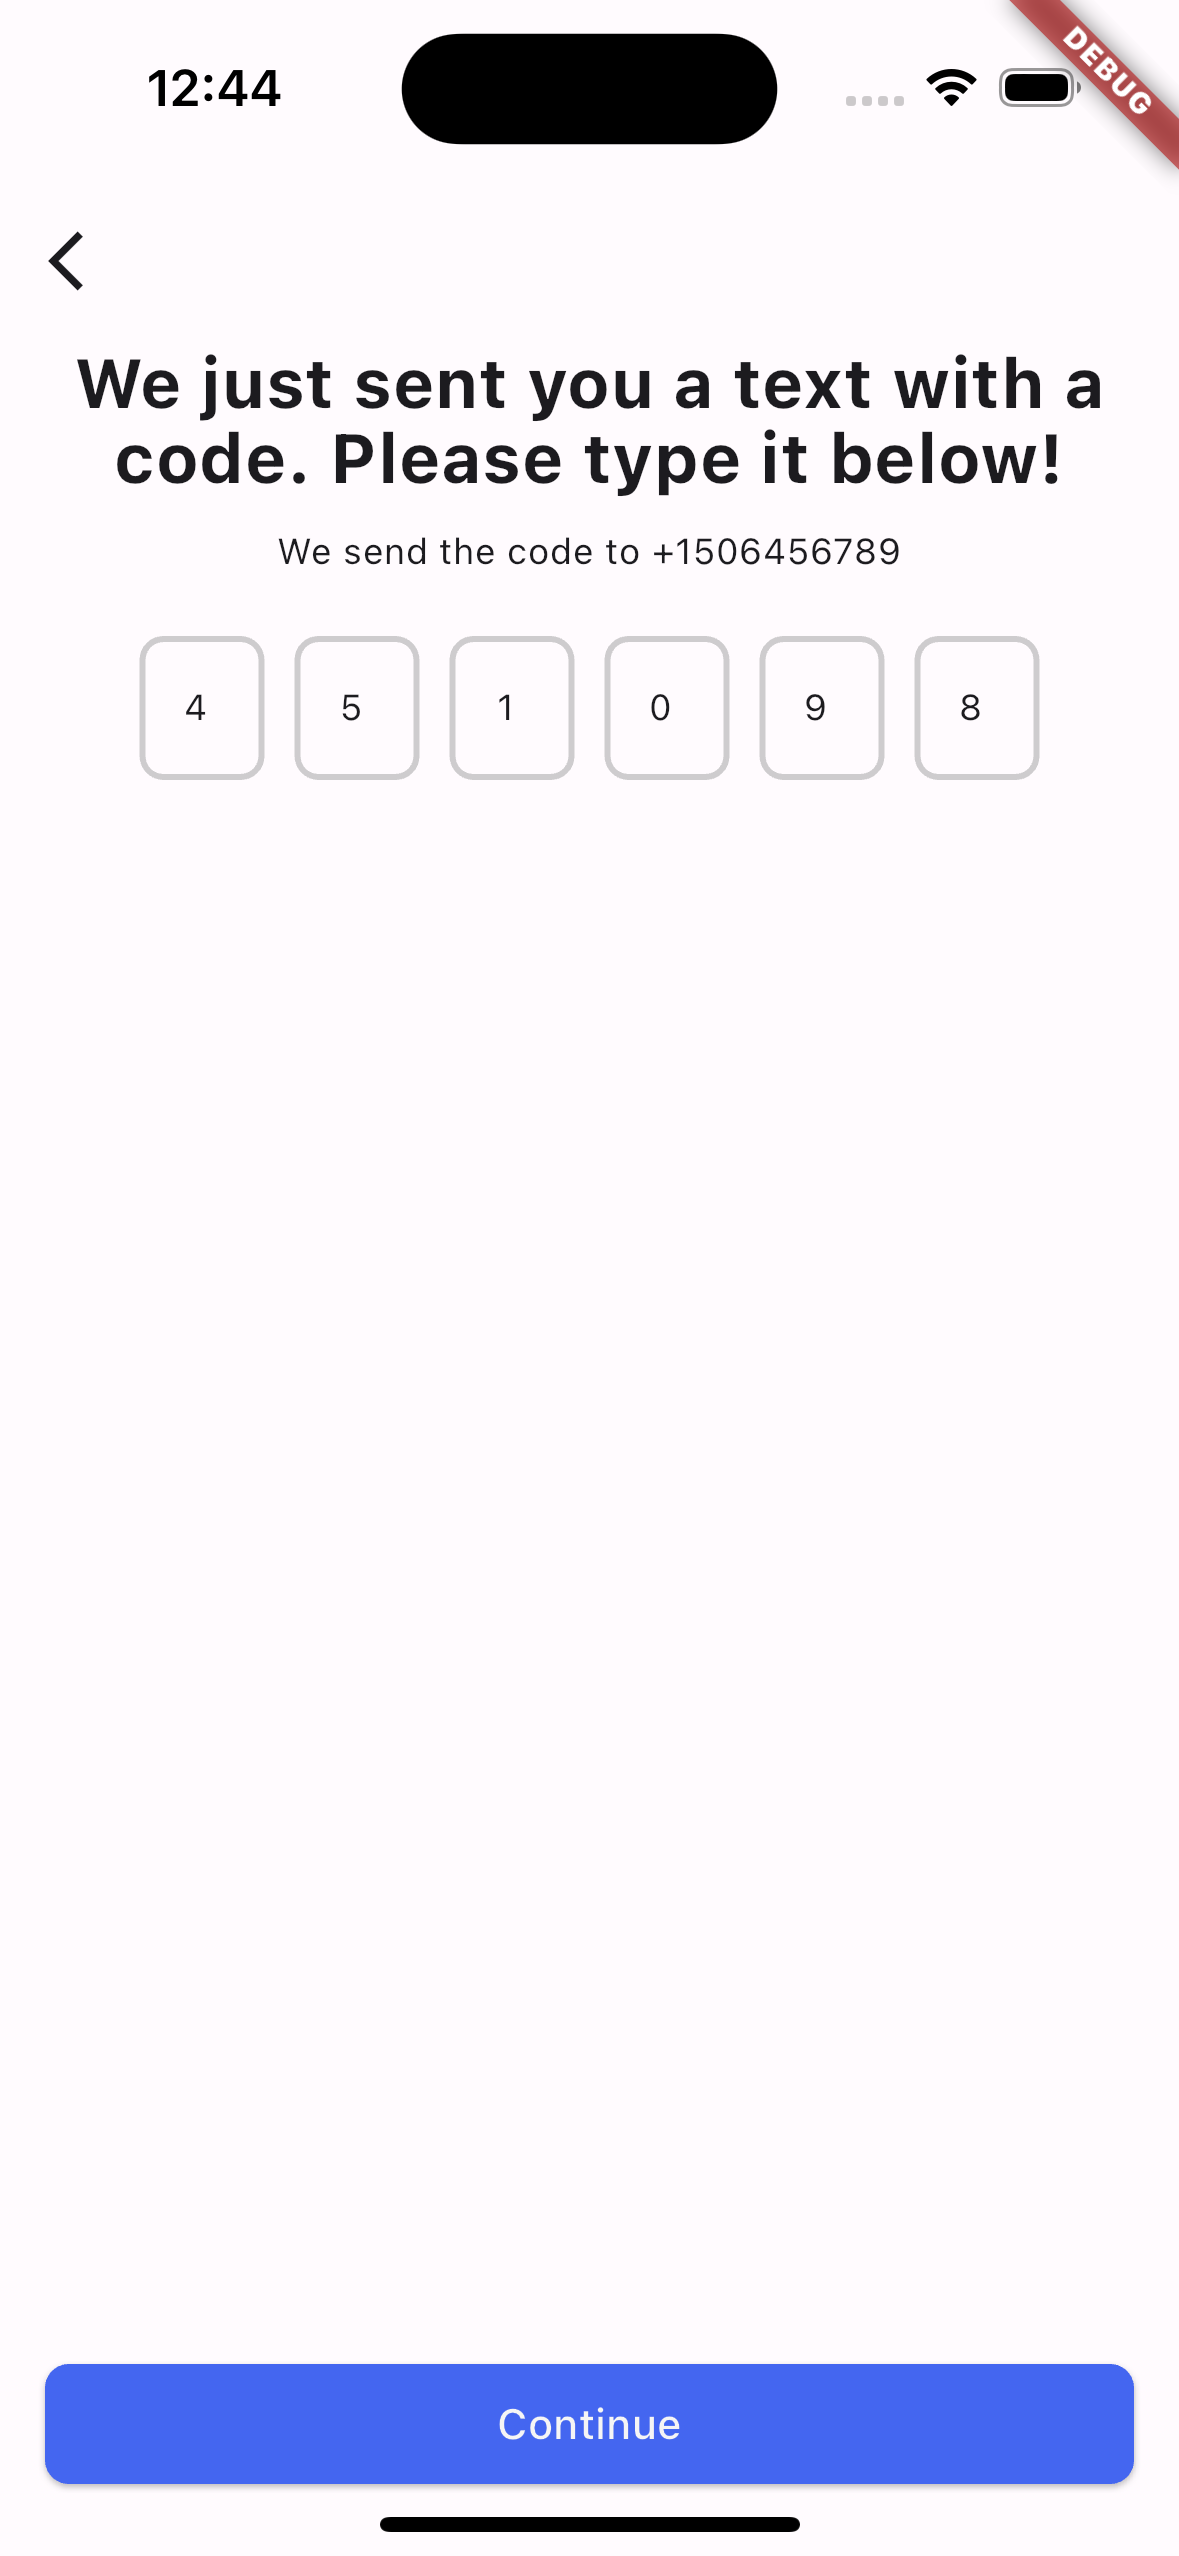 12:44
DEBUG
We just sent you a text with a
code. Please type it below!
We send the code to +1506456789
4 5 1 0 9 8
Continue